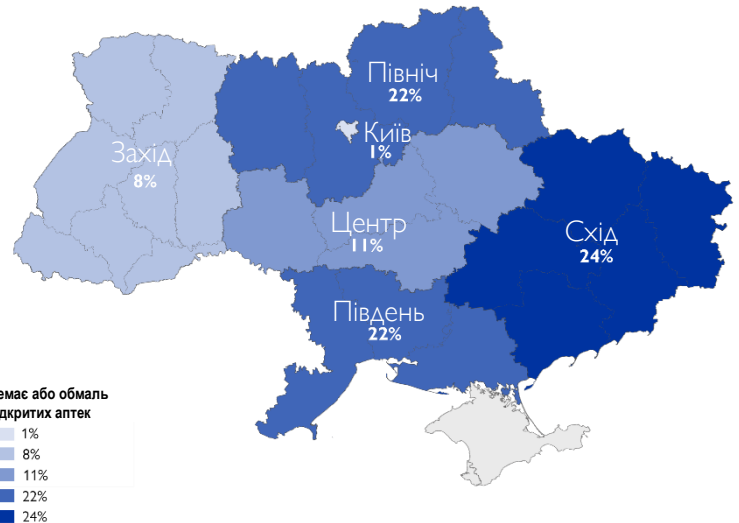 Північ
22%
Київ
1%
Захід
8%
Центр
11%
Схід
24%
Південь
22%
емає або обмаль
дкритих аптек
1%
8%
11%
22%
24%